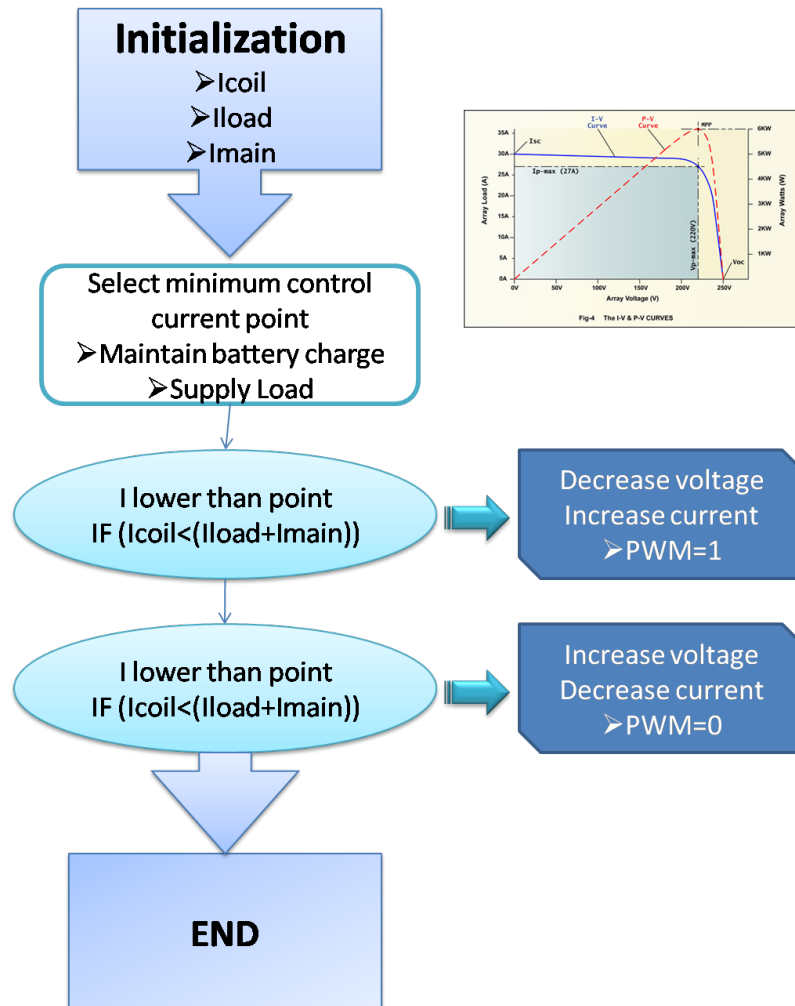 Initialization
➢Icoil
➢Iload
➢Imain
Select minimum control
current point
➢Maintain battery charge
➢Supply Load
I lower than point
IF (Icoil<(Iload+Imain))
Decrease voltage
Increase current
➢PWM=1
I lower than point
IF (Icoil<(Iload+Imain))
Increase voltage
Decrease current
➢PWM=0
END
I-V
Curve
P-V
Curve
MPP
Isc
Ip-max (27A)
Vp-max (220V)
Voc
35A
30A
25A
20A
15A
10A
5A
0A
Array Load (A)
6KW
5KW
4KW
3KW
2KW
1KW
Array Watts (W)
0V 50V 100V 150V 200V 250V
Array Voltage (V)
Fig-4 The I-V & P-V CURVES